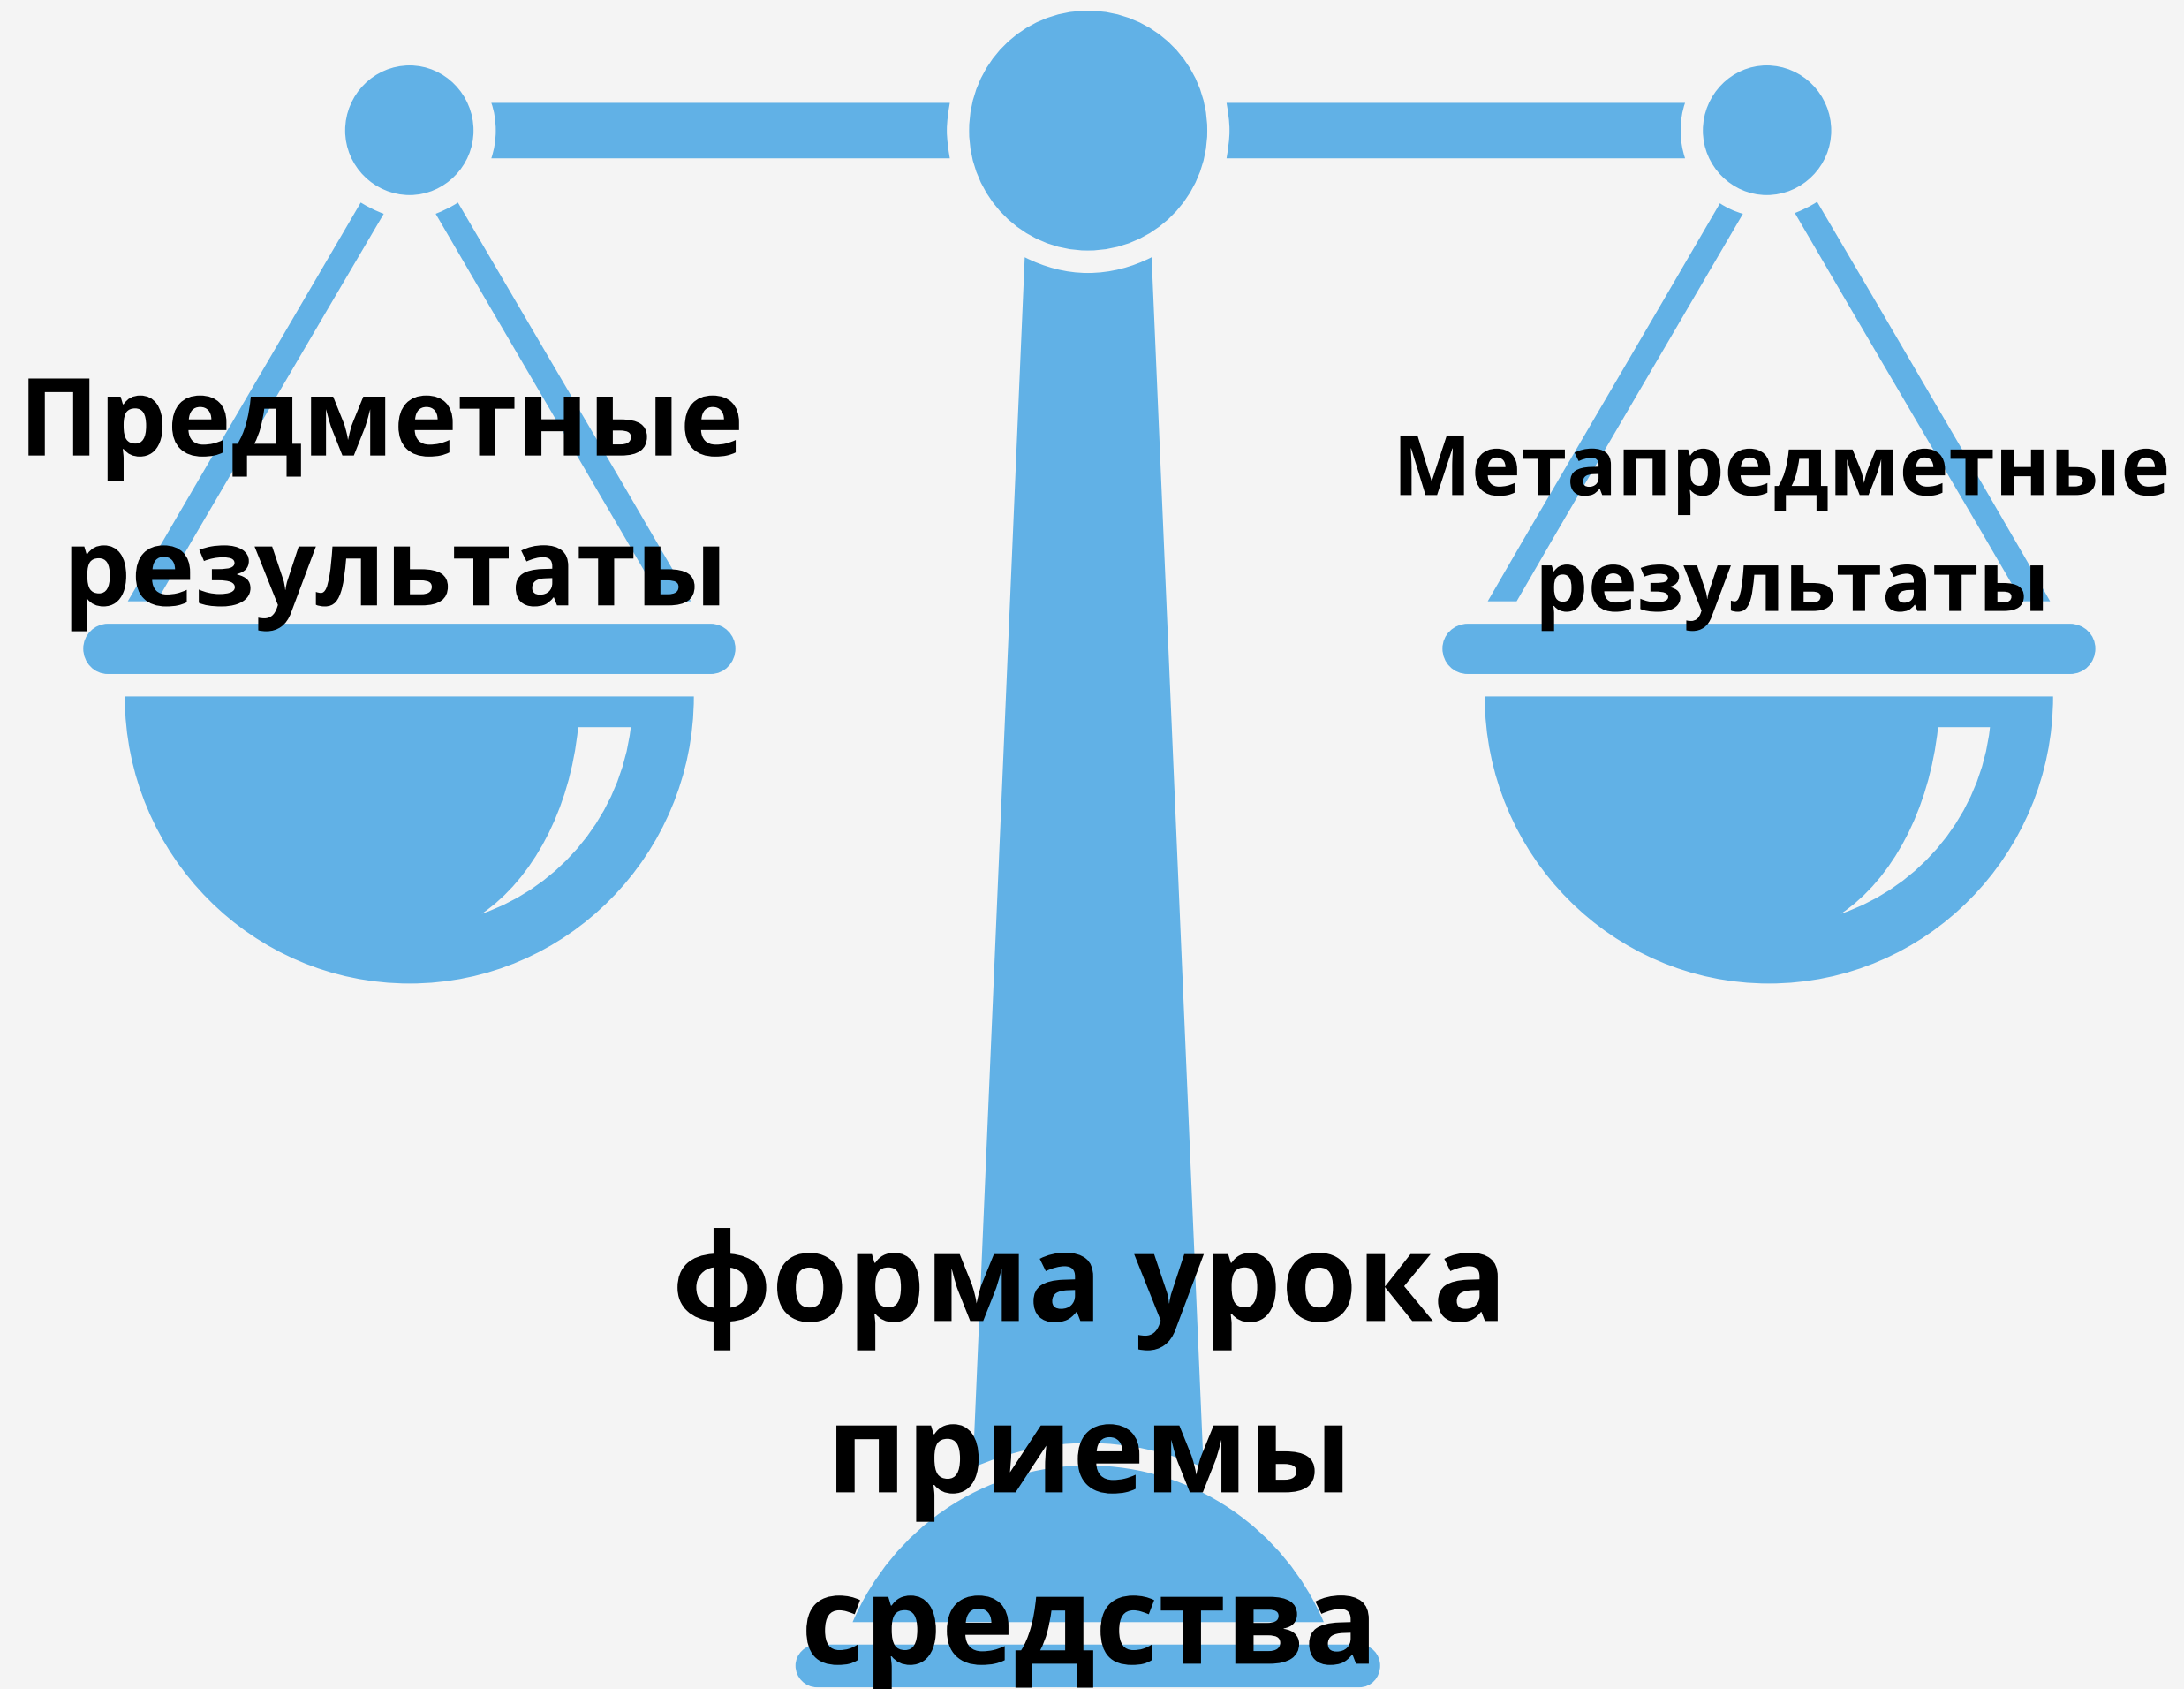 Предметные
результаты
Метапредметные
результаты
форма урока
приемы
средства